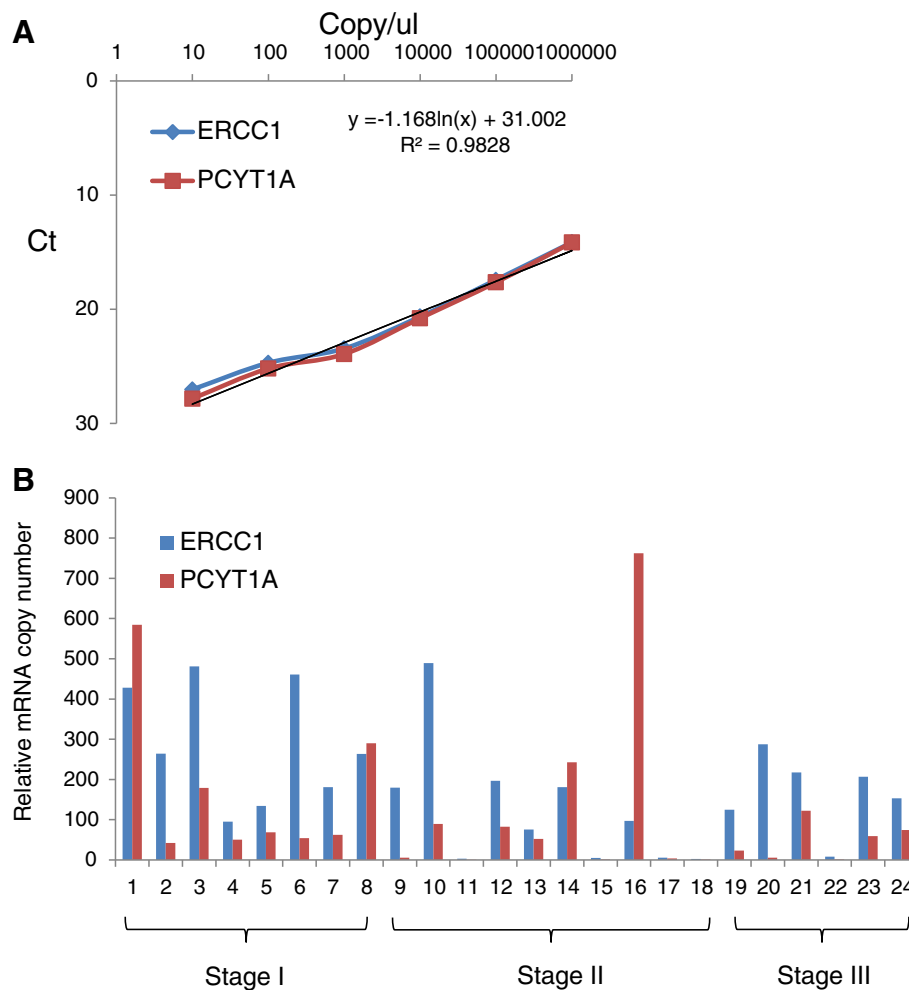 A
Copy/ul
1 10 100 1000 10000 100000 1000000
0
ERCC1
y =-1.168ln(x) + 31.002
R² = 0.9828
PCYT1A
10
Ct
20
30
B
900
800
700
600
500
400
300
200
100
0
Relative mRNA copy number
ERCC1
PCYT1A
1 2 3 4 5 6 7 8 9 10 11 12 13 14 15 16 17 18 19 20 21 22 23 24
Stage I Stage II Stage III